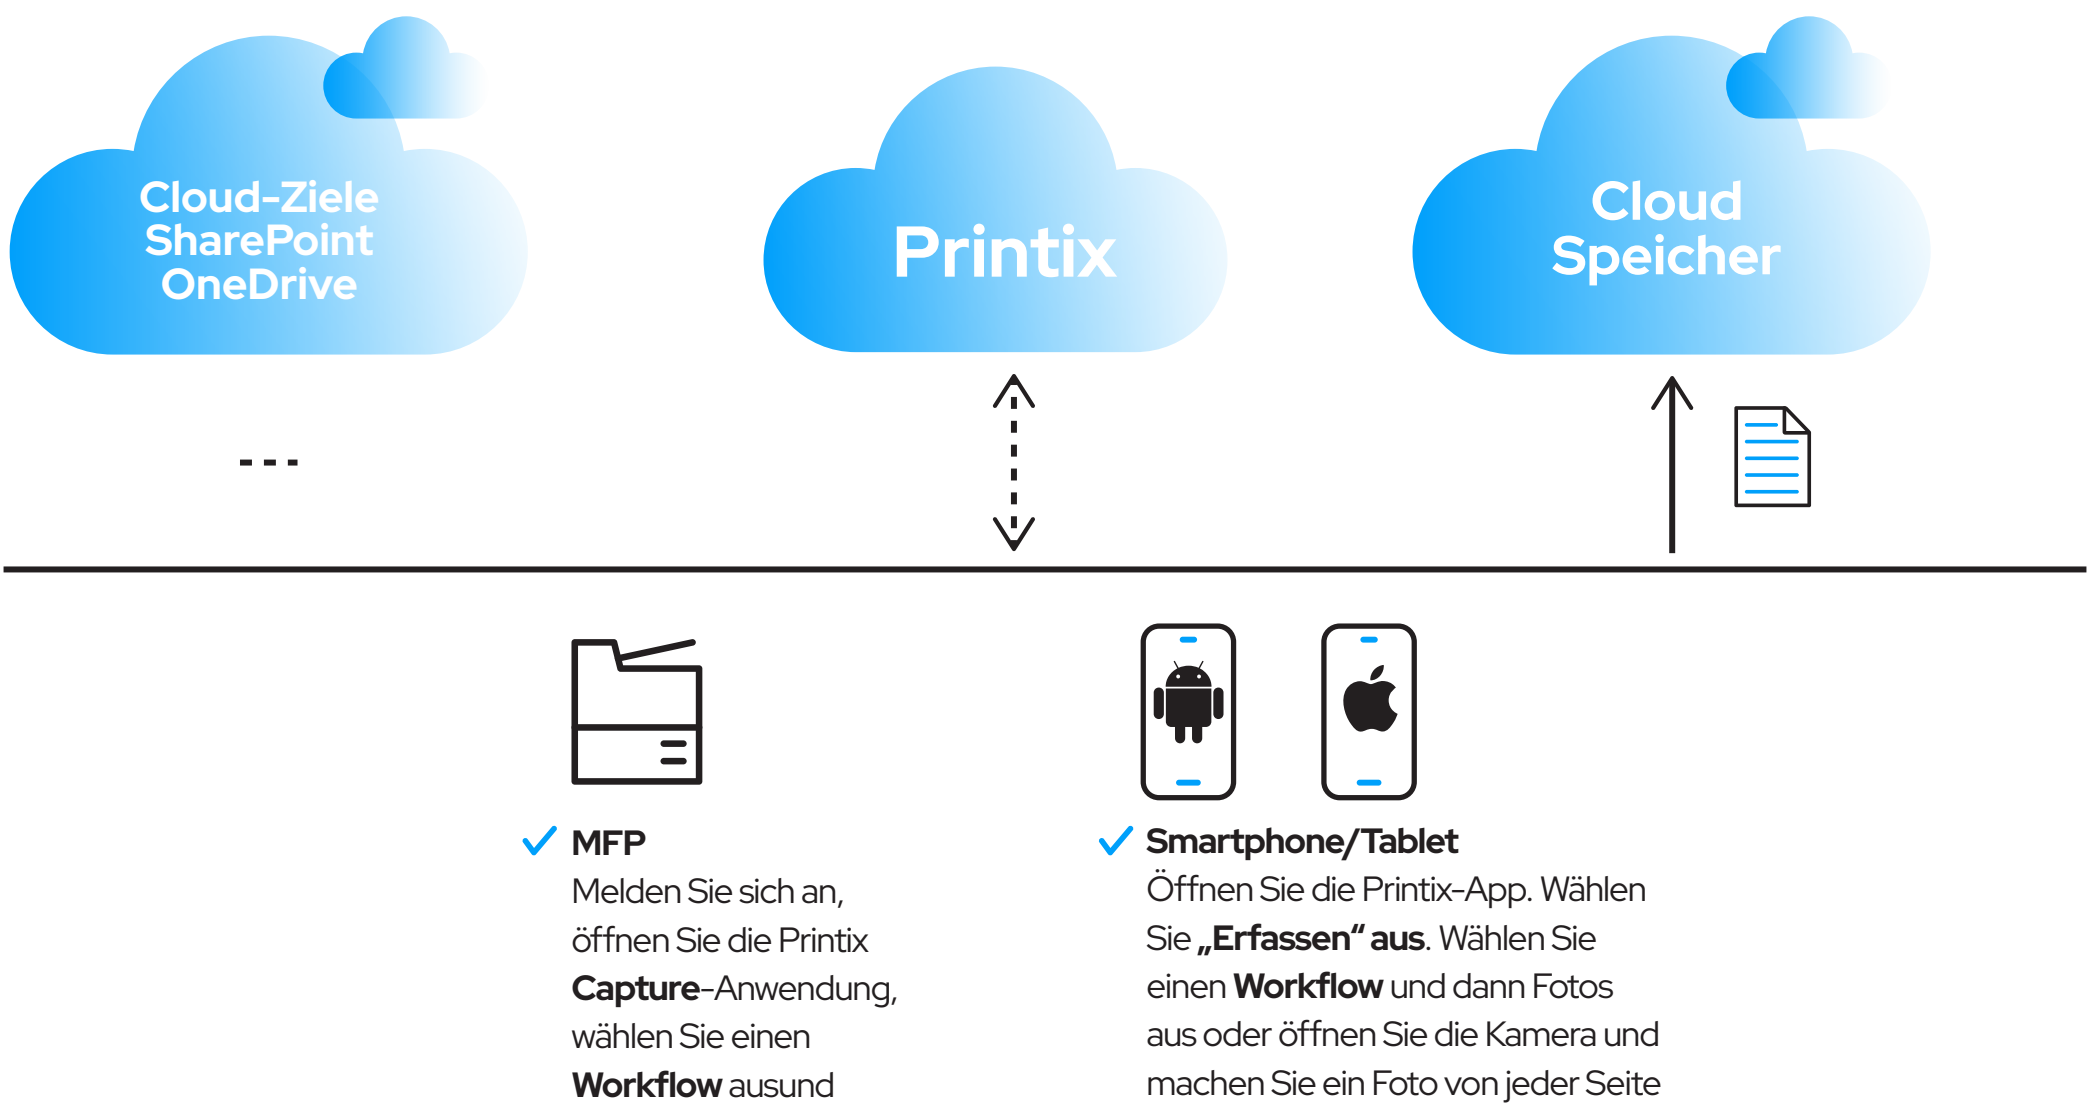 Cloud-Ziele
SharePoint
OneDrive
Printix
Cloud
Speicher
MFP
Melden Sie sich an,
öffnen Sie die Printix
Capture-Anwendung,
wählen Sie einen
Workflow ausund
Smartphone/Tablet
Öffnen Sie die Printix-App. Wählen
Sie „Erfassen“ aus. Wählen Sie
einen Workflow und dann Fotos
aus oder öffnen Sie die Kamera und
machen Sie ein Foto von jeder Seite